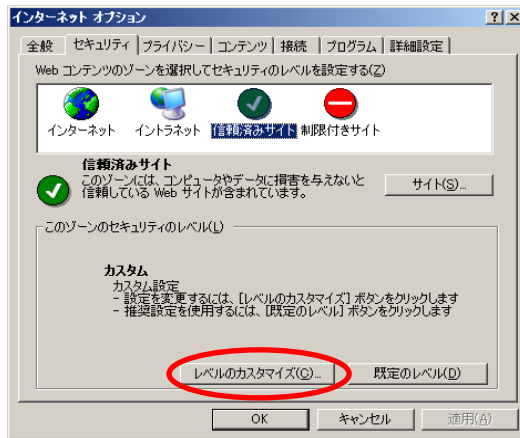 インターネット オプション
全般 セキュリティ プライバシー コンテンツ 接続 プログラム 詳細設定
Web コンテンツのゾーンを選択してセキュリティのレベルを設定する(Z)
インターネット イントラネット 信頼済みサイト 制限付きサイト
信頼済みサイト
このゾーンには、コンピュータやデータに損害を与えないと
信頼している Web サイトが含まれています。
サイト(S)...
このゾーンのセキュリティのレベル(L)
カスタム
カスタム設定
- 設定を変更するには、[レベルのカスタマイズ] ボタンをクリックします
- 推奨設定を使用するには、[既定のレベル] ボタンをクリックします
レベルのカスタマイズ(C)... 既定のレベル(D)
OK キャンセル 適用(A)